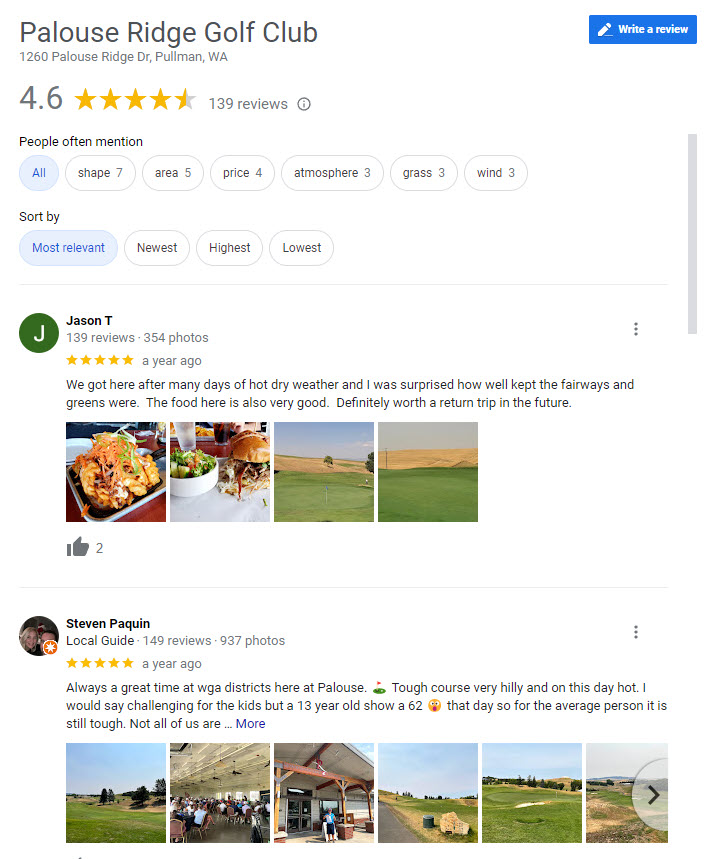 Palouse Ridge Golf Club
Write a review
1260 Palouse Ridge Dr, Pullman, WA
4.6 139 reviews
People often mention
All shape 7 area 5 price 4 atmosphere 3 grass 3 wind 3
Sort by
Most relevant Newest Highest Lowest
J
Jason T
139 reviews · 354 photos
a year ago
We got here after many days of hot dry weather and I was surprised how well kept the fairways and
greens were. The food here is also very good. Definitely worth a return trip in the future.
2
Steven Paquin
Local Guide · 149 reviews · 937 photos
a year ago
Always a great time at wga districts here at Palouse. ⛳ Tough course very hilly and on this day hot. I
would say challenging for the kids but a 13 year old show a 62 😲 that day so for the average person it is
still tough. Not all of us are … More